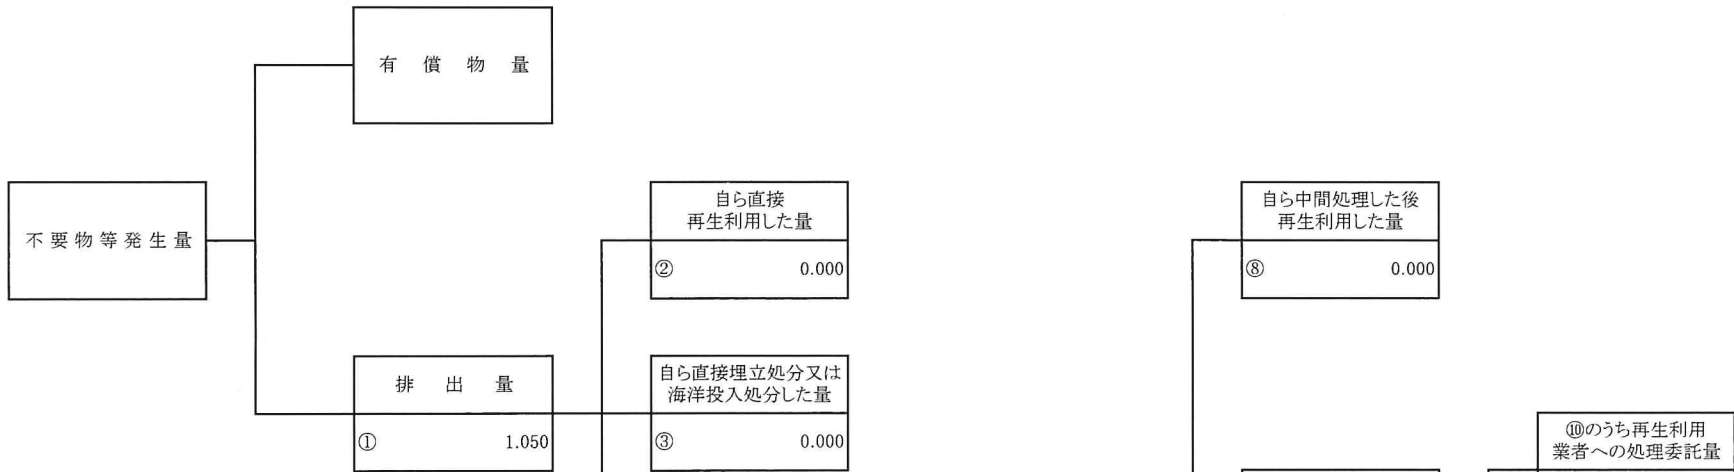 有償物量
不要物等発生量
自ら直接
再生利用した量
② 0.000
自ら中間処理した後
再生利用した量
⑧ 0.000
排出量
① 1.050
自ら直接埋立処分又は
海洋投入処分した量
③ 0.000
⑩のうち再生利用
業者への処理委託量